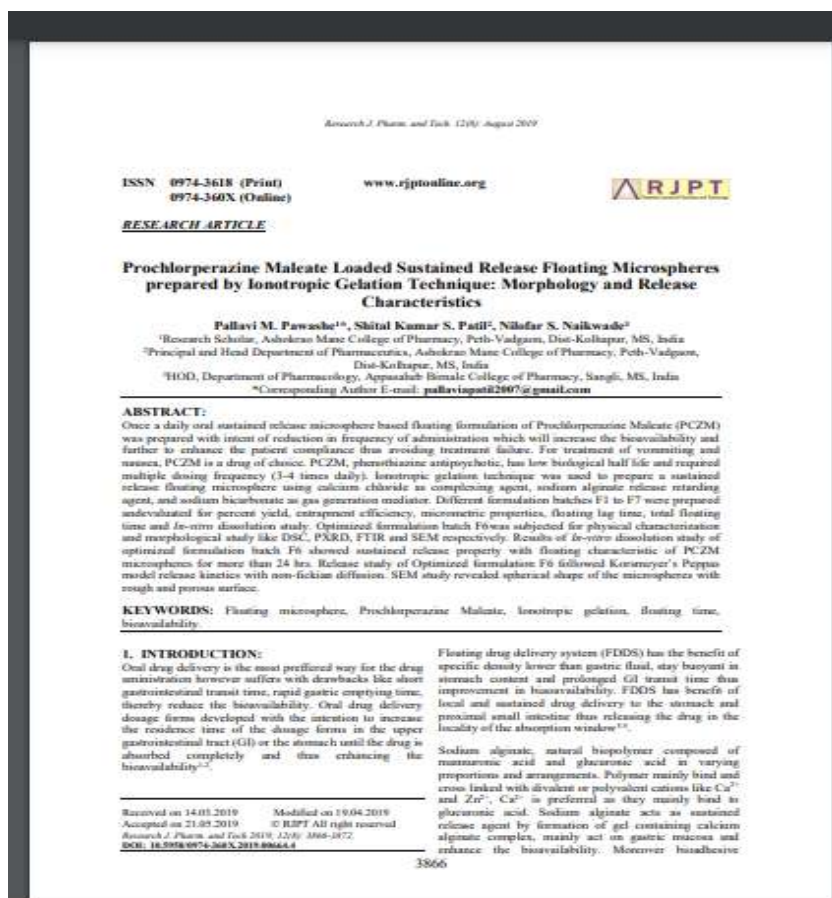 Research J. Pharm. and Tech. 12(8): August 2019
ISSN 0974-3618 (Print) www.rjptonline.org
0974-360X (Online)
RJPT
RESEARCH ARTICLE
Prochlorperazine Maleate Loaded Sustained Release Floating Microspheres
prepared by Ionotropic Gelation Technique: Morphology and Release
Characteristics
Pallavi M. Pawashe¹*, Shital Kumar S. Patil², Nilofar S. Naikwade³
¹Research Scholar, Ashokrao Mane College of Pharmacy, Peth-Vadgaon, Dist-Kolhapur, MS, India
²Principal and Head Department of Pharmaceutics, Ashokrao Mane College of Pharmacy, Peth-Vadgaon,
Dist-Kolhapur, MS, India
³HOD, Department of Pharmacology, Appasaheb Birnale College of Pharmacy, Sangli, MS, India
*Corresponding Author E-mail: pallaviapatil2007@gmail.com
ABSTRACT:
Once a daily oral sustained release microsphere based floating formulation of Prochlorperazine Maleate (PCZM)
was prepared with intent of reduction in frequency of administration which will increase the bioavailability and
further to enhance the patient compliance thus avoiding treatment failure. For treatment of vommiting and
nausea, PCZM is a drug of choice. PCZM, phenothiazine antipsychotic, has low biological half life and required
multiple dosing frequency (3-4 times daily). Ionotropic gelation technique was used to prepare a sustained
release floating microsphere using calcium chloride as complexing agent, sodium alginate release retarding
agent, and sodium bicarbonate as gas generation mediator. Different formulation batches F1 to F7 were prepared
andevaluated for percent yield, entrapment efficiency, micrometric properties, floating lag time, total floating
time and In-vitro dissolution study. Optimized formulation batch F6was subjected for physical characterization
and morphological study like DSC, PXRD, FTIR and SEM respectively. Results of In-vitro dissolution study of
optimized formulation batch F6 showed sustained release property with floating characteristic of PCZM
microspheres for more than 24 hrs. Release study of Optimized formulation F6 followed Korsmeyer's Peppas
model release kinetics with non-fickian diffusion. SEM study revealed spherical shape of the microspheres with
rough and porous surface.
KEYWORDS: Floating microsphere, Prochlorperazine Maleate, Ionotropic gelation, floating time,
bioavailability.
1. INTRODUCTION:
Oral drug delivery is the most preffered way for the drug
aministration however suffers with drawbacks like short
gastrointestinal transit time, rapid gastric emptying time,
thereby reduce the bioavailability. Oral drug delivery
dosage forms developed with the intention to increase
the residence time of the dosage forms in the upper
gastrointestinal tract (GI) or the stomach until the drug is
absorbed completely and thus enhancing the
bioavailability
Received on 14.03.2019 Modified on 19.04.2019
Accepted on 21.05.2019 © RJPT All right reserved
Research J. Pharm. and Tech 2019; 12(8): 3866-3872.
DOI: 10.5958/0974-360X.2019.00664.4
Floating drug delivery system (FDDS) has the benefit of
specific density lower than gastric fluid, stay buoyant in
stomach content and prolonged GI transit time thus
improvement in bioavailability. FDDS has benefit of
local and sustained drug delivery to the stomach and
proximal small intestine thus releasing the drug in the
locality of the absorption window
Sodium alginate, natural biopolymer composed of
mannuronic acid and glucuronic acid in varying
proportions and arrangements. Polymer mainly bind and
cross linked with divalent or polyvalent cations like Ca²⁺
and Zn²⁺, Ca²⁺ is preferred as they mainly bind to
glucuronic acid. Sodium alginate acts as sustained
release agent by formation of gel containing calcium
alginate complex, mainly act on gastric mucosa and
enhance the bioavailability. Moreover bioadhesive
3866